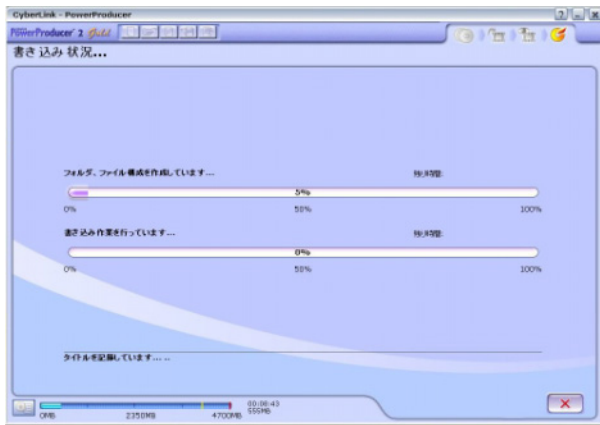 CyberLink - PowerProducer
PowerProducer 2 Gold
書き込み状況...
フォルダ、ファイル構成を作成しています... 残り時間:
5%
0% 50% 100%
書き込み作業を行っています... 残り時間:
0%
0% 50% 100%
タイトルを記録しています... ..
00:08:43
0MB 2350MB 4700MB 555MB